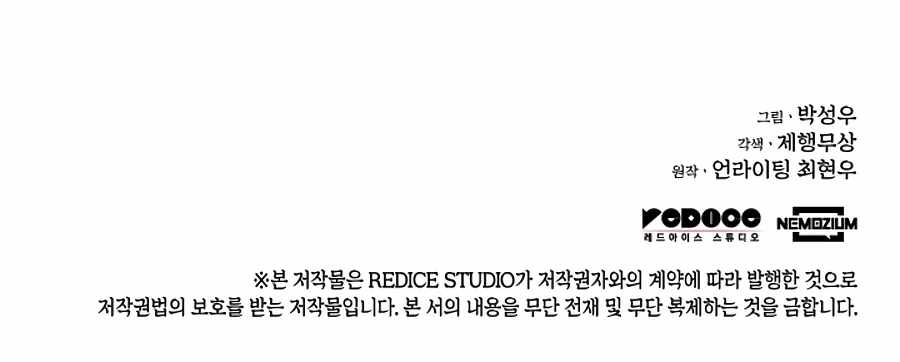 그림 · 박성우
각색 · 제행무상
원작 · 언라이팅 최현우
REDICE NEMOZIUM
레드아이스 스튜디오
※본 저작물은 REDICE STUDIO가 저작권자와의 계약에 따라 발행한 것으로
저작권법의 보호를 받는 저작물입니다. 본 서의 내용을 무단 전재 및 무단 복제하는 것을 금합니다.